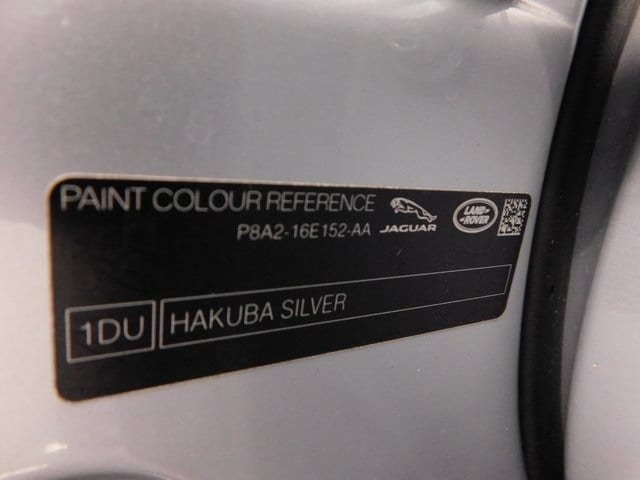 PAINT COLOUR REFERENCE
P8A2-16E152-AA
JAGUAR
LAND ROVER
1DU HAKUBA SILVER